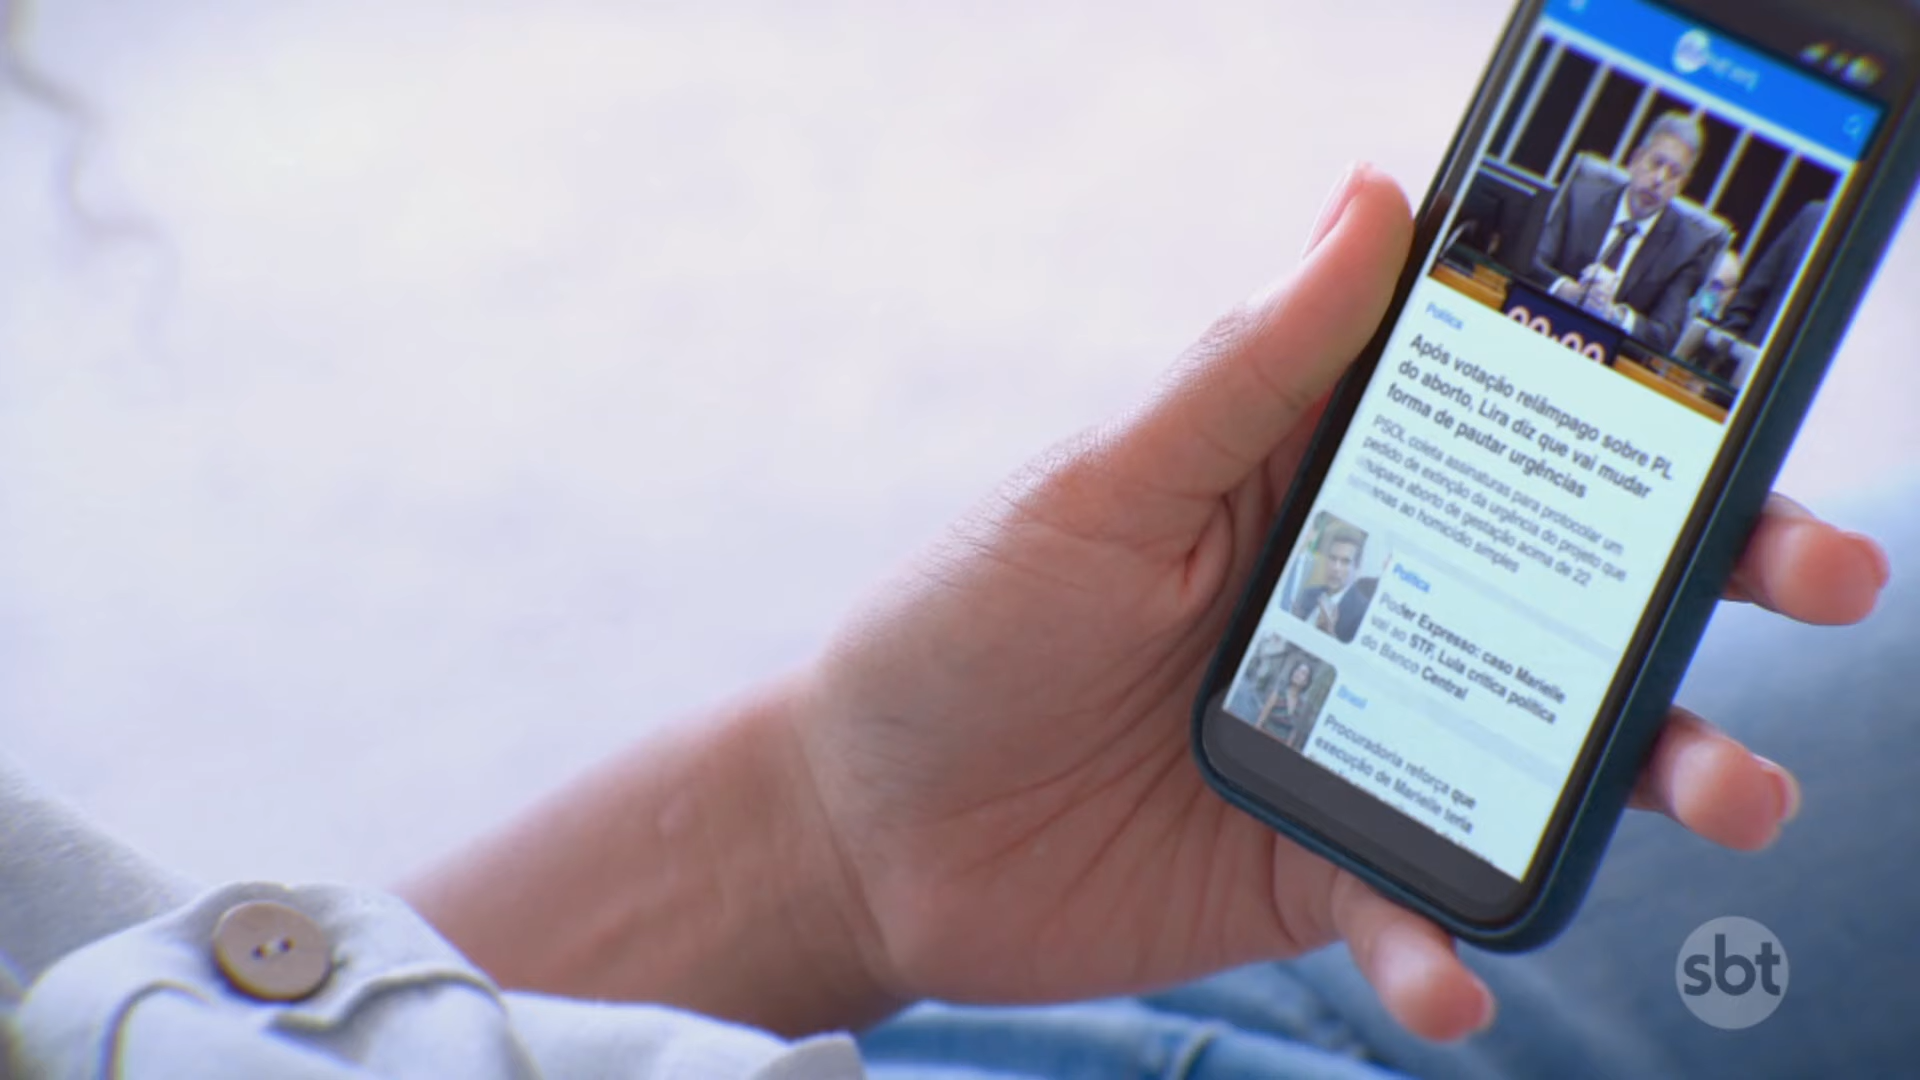 news
00:00
Política
Após votação relâmpago sobre PL
do aborto, Lira diz que vai mudar
forma de pautar urgências
PSOL coleta assinaturas para protocolar um
pedido de extinção da urgência do projeto que
equipara aborto de gestação acima de 22
semanas ao homicídio simples
Política
Poder Expresso: caso Marielle
vai ao STF, Lula critica política
do Banco Central
Brasil
Procuradoria reforça que
execução de Marielle teria
sbt